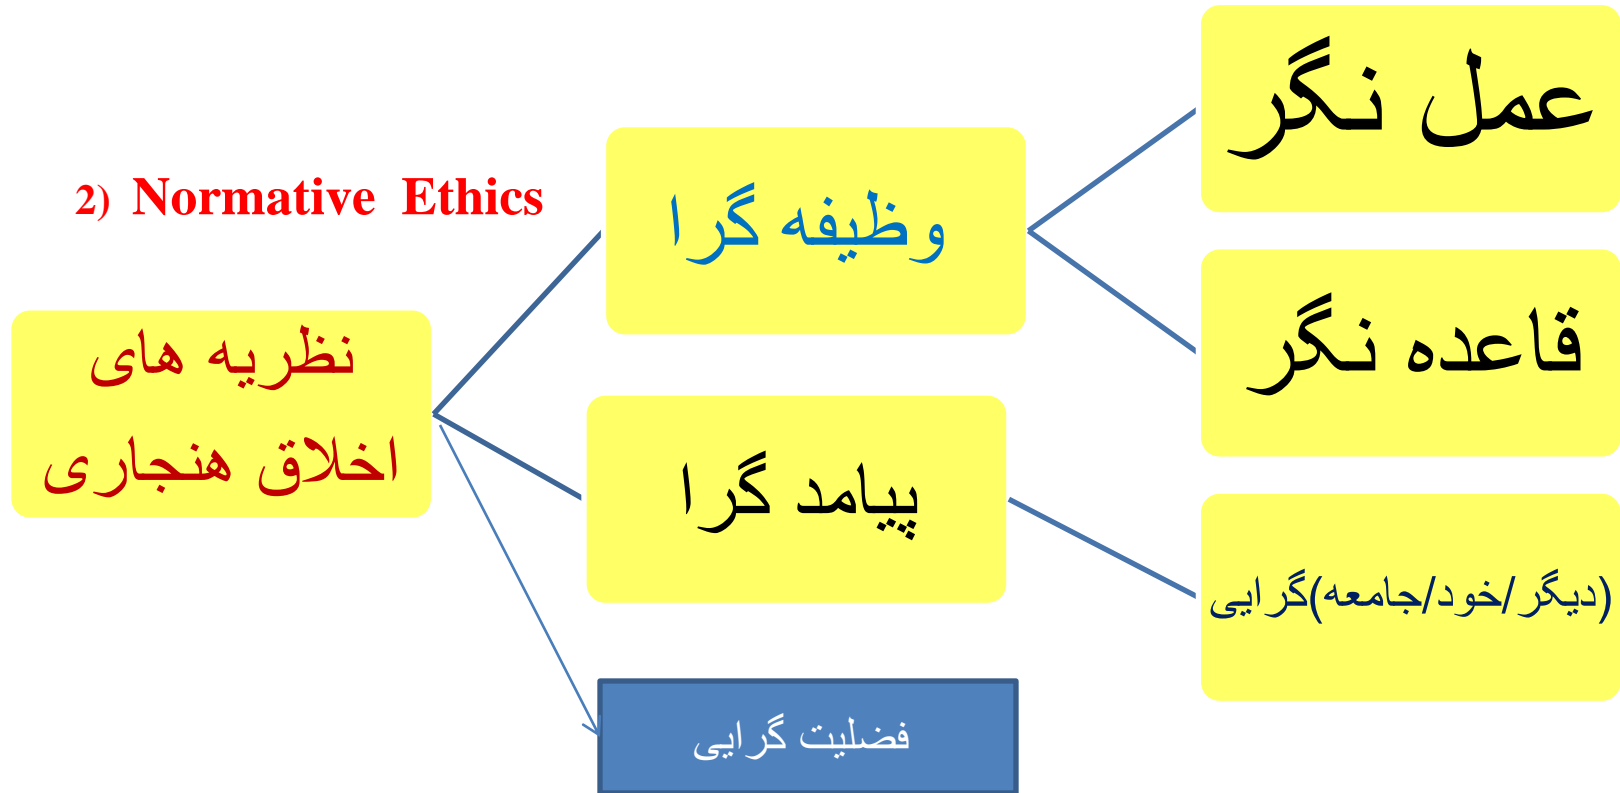 2) Normative Ethics
نظریه های
اخلاق هنجاری
وظیفه گرا
عمل نگر
قاعده نگر
پیامد گرا
(دیگر/خود/جامعه)گرایی
فضلیت گرایی